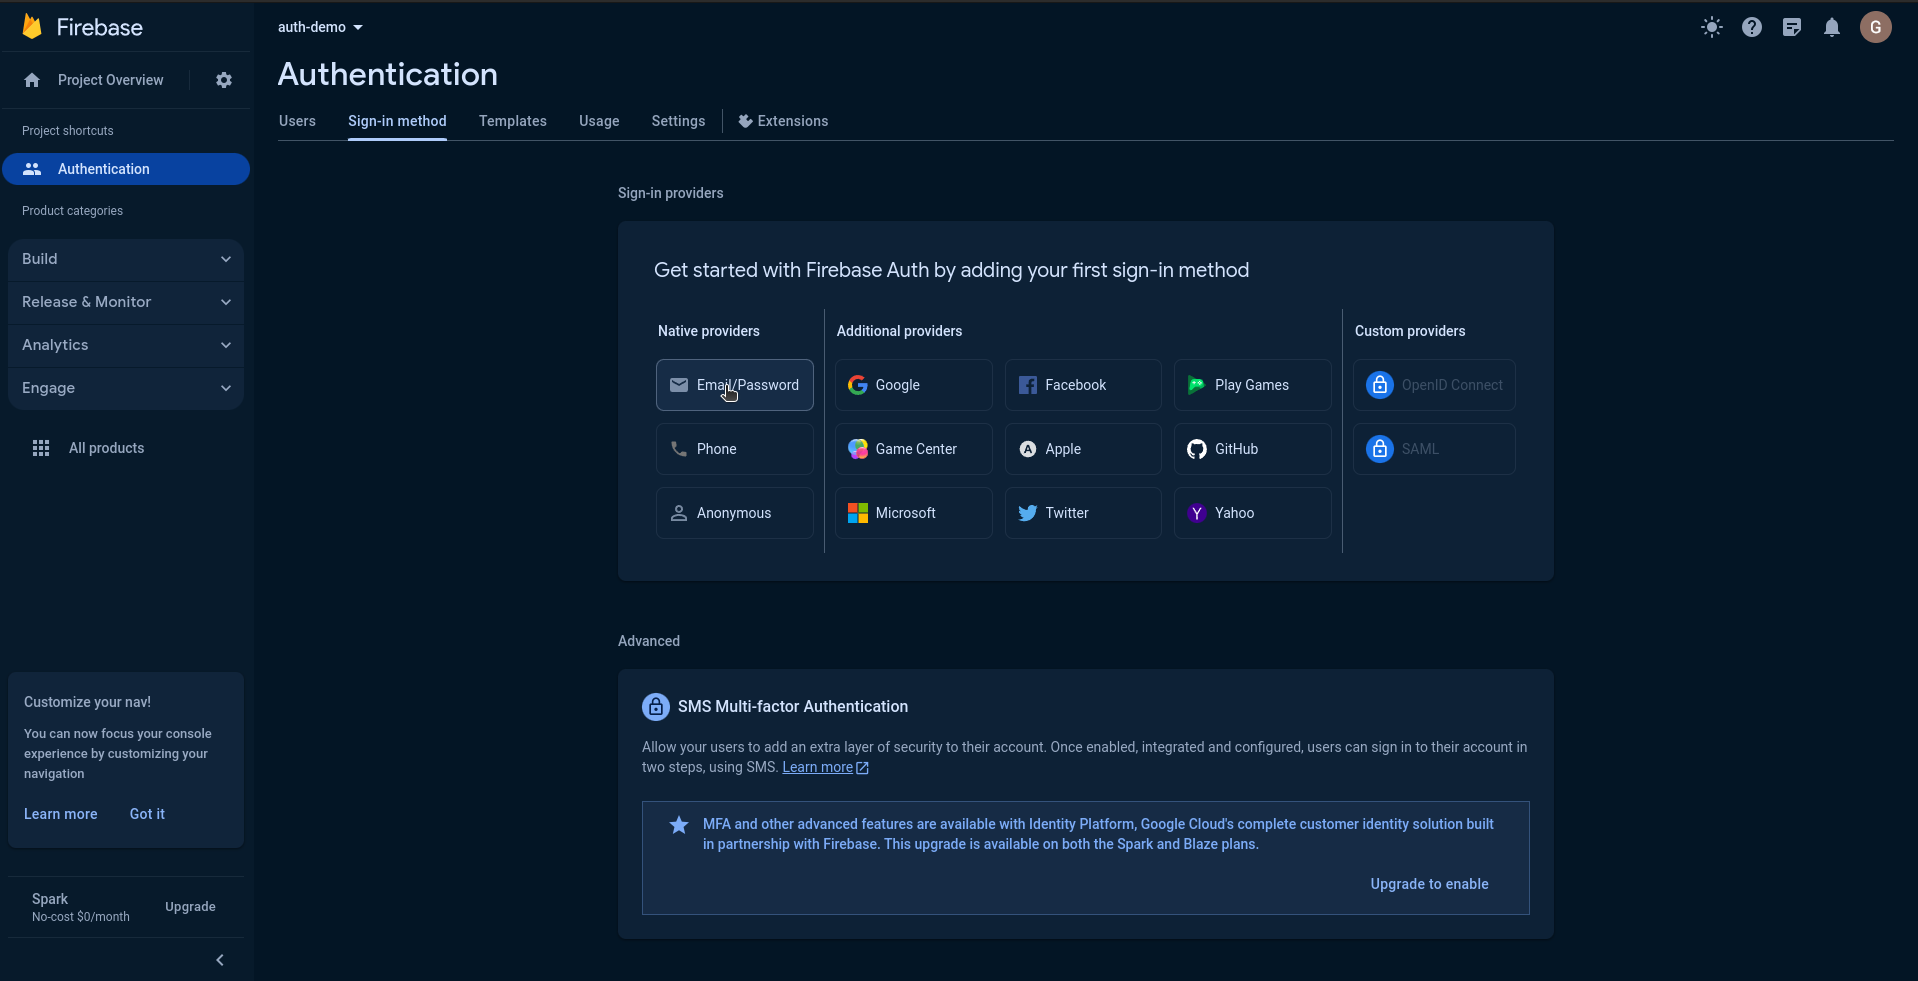 Firebase
auth-demo
G
Project Overview
Authentication
Users
Sign-in method
Templates
Usage
Settings
Extensions
Project shortcuts
Authentication
Product categories
Build
Release & Monitor
Analytics
Engage
All products
Sign-in providers
Get started with Firebase Auth by adding your first sign-in method
Native providers
Email/Password
Phone
Anonymous
Additional providers
Google
Facebook
Play Games
Game Center
Apple
GitHub
Microsoft
Twitter
Yahoo
Custom providers
OpenID Connect
SAML
Advanced
SMS Multi-factor Authentication
Allow your users to add an extra layer of security to their account. Once enabled, integrated and configured, users can sign in to their account in
two steps, using SMS. Learn more
MFA and other advanced features are available with Identity Platform, Google Cloud's complete customer identity solution built
in partnership with Firebase. This upgrade is available on both the Spark and Blaze plans.
Upgrade to enable
Customize your nav!
You can now focus your console
experience by customizing your
navigation
Learn more
Got it
Spark
No-cost $0/month
Upgrade